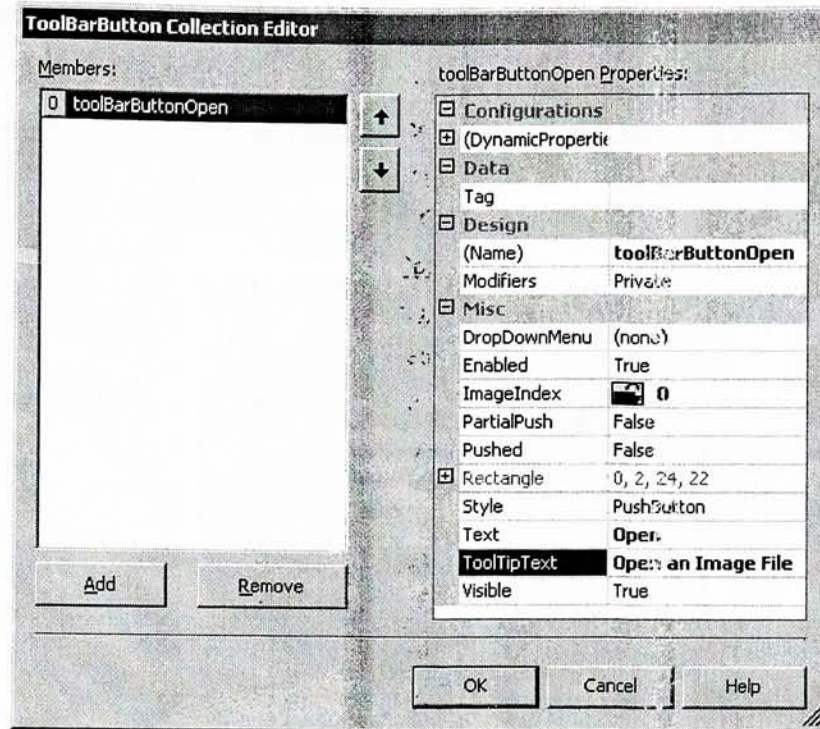 ToolBarButton Collection Editor
Members:
0 toolBarButtonOpen
toolBarButtonOpen Properties:
Configurations
(DynamicPropertie
Data
Tag
Design
(Name) toolBarButtonOpen
Modifiers Private
Misc
DropDownMenu (none)
Enabled True
ImageIndex 0
PartialPush False
Pushed False
Rectangle 0, 2, 24, 22
Style PushButton
Text Open
ToolTipText Open an Image File
Visible True
Add
Remove
OK
Cancel
Help